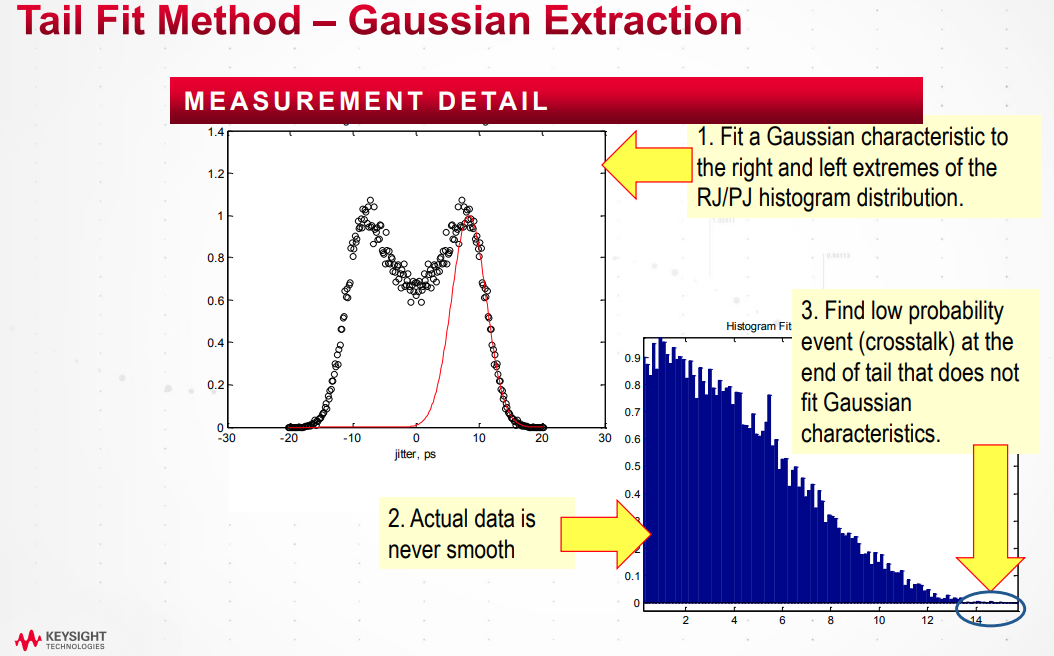 Tail Fit Method – Gaussian Extraction
MEASUREMENT DETAIL
1. Fit a Gaussian characteristic to
the right and left extremes of the
RJ/PJ histogram distribution.
1.4
1.2
1
0.8
0.6
0.4
0.2
0
-30
-20
-10
0
10
20
30
jitter, ps
3. Find low probability
event (crosstalk) at the
end of tail that does not
fit Gaussian
characteristics.
Histogram Fit
0.9
0.8
0.7
0.6
0.5
0.4
0.1
0
2
4
6
8
10
12
14
2. Actual data is
never smooth
KEYSIGHT
TECHNOLOGIES